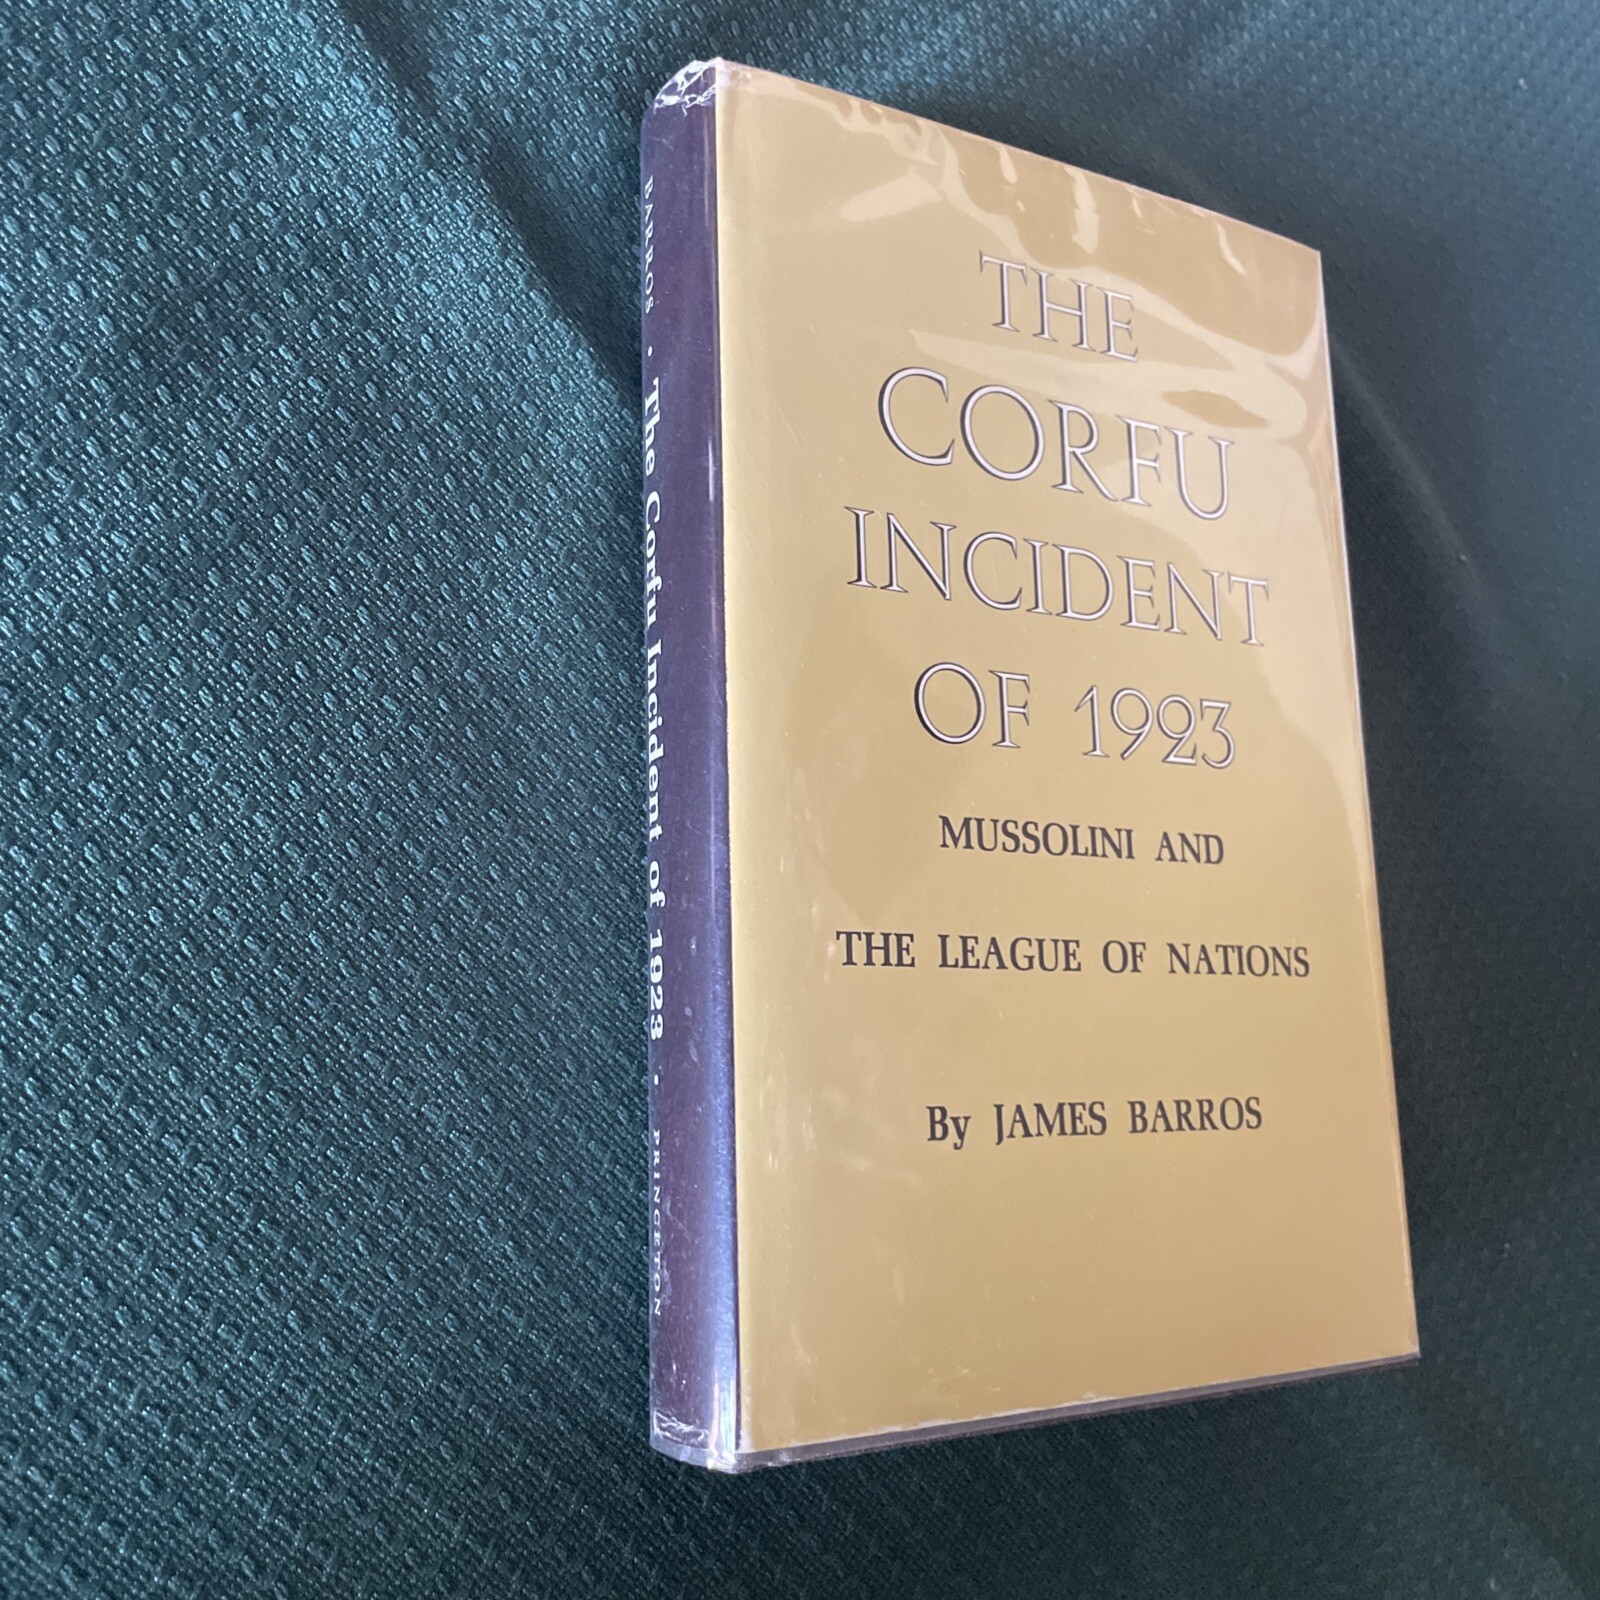 BARROS · The Corfu Incident of 1923 · PRINCETON
THE
CORFU
INCIDENT
OF 1923
MUSSOLINI AND
THE LEAGUE OF NATIONS
By JAMES BARROS